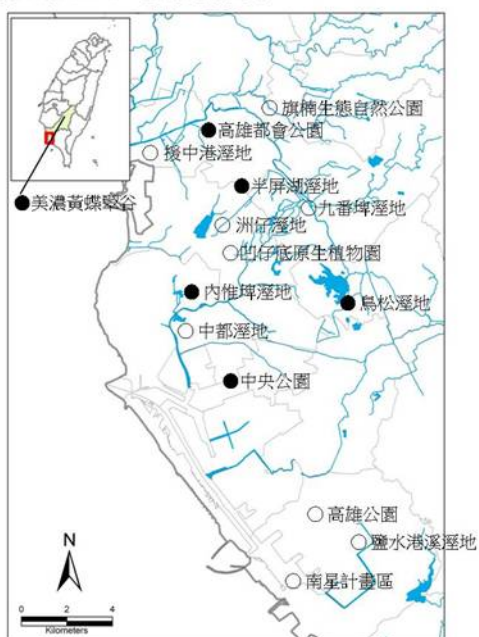 旗楠生態自然公園
高雄都會公園
援中港溼地
半屏湖溼地
美濃黃蝶翠谷
九番埤溼地
洲仔溼地
凹仔底原生植物園
內惟埤溼地
鳥松溼地
中都溼地
中央公園
高雄公園
鹽水港溪溼地
南星計畫區
N
0 2 4
Kilometers